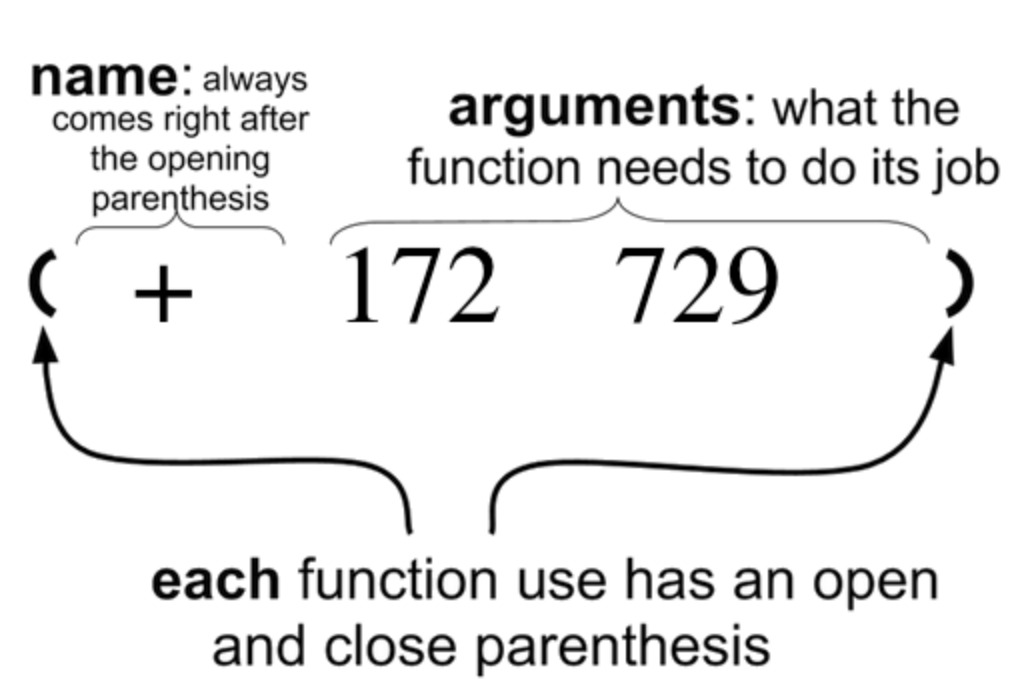 name: always
comes right after
the opening
parenthesis
arguments: what the
function needs to do its job
( + 172 729 )
each function use has an open
and close parenthesis